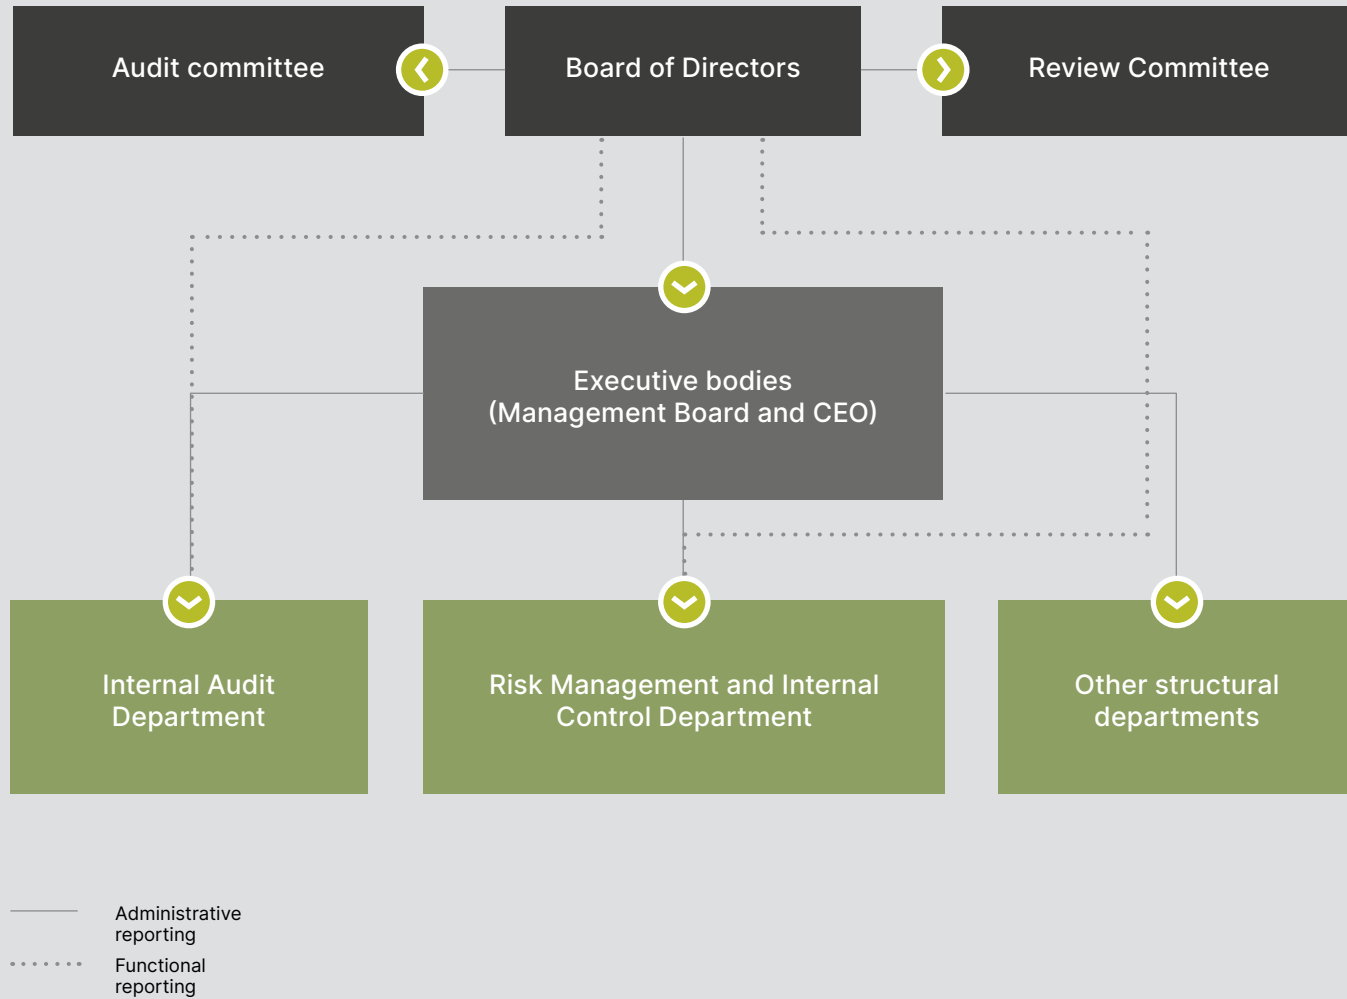 Audit committee
Board of Directors
Review Committee
Executive bodies
(Management Board and CEO)
Internal Audit
Department
Risk Management and Internal
Control Department
Other structural
departments
Administrative
reporting
Functional
reporting